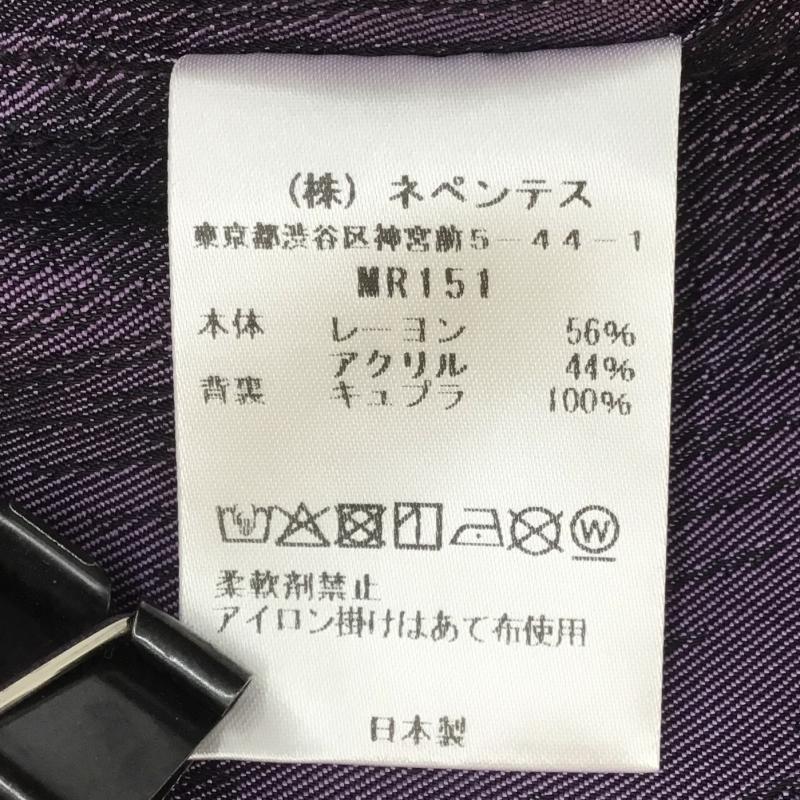 (株) ネペンテス
東京都渋谷区神宮前5-44-1
MR151
本体 レーヨン 56%
アクリル 44%
背裏 キュプラ 100%
W
柔軟剤禁止
アイロン掛けはあて布使用
日本製